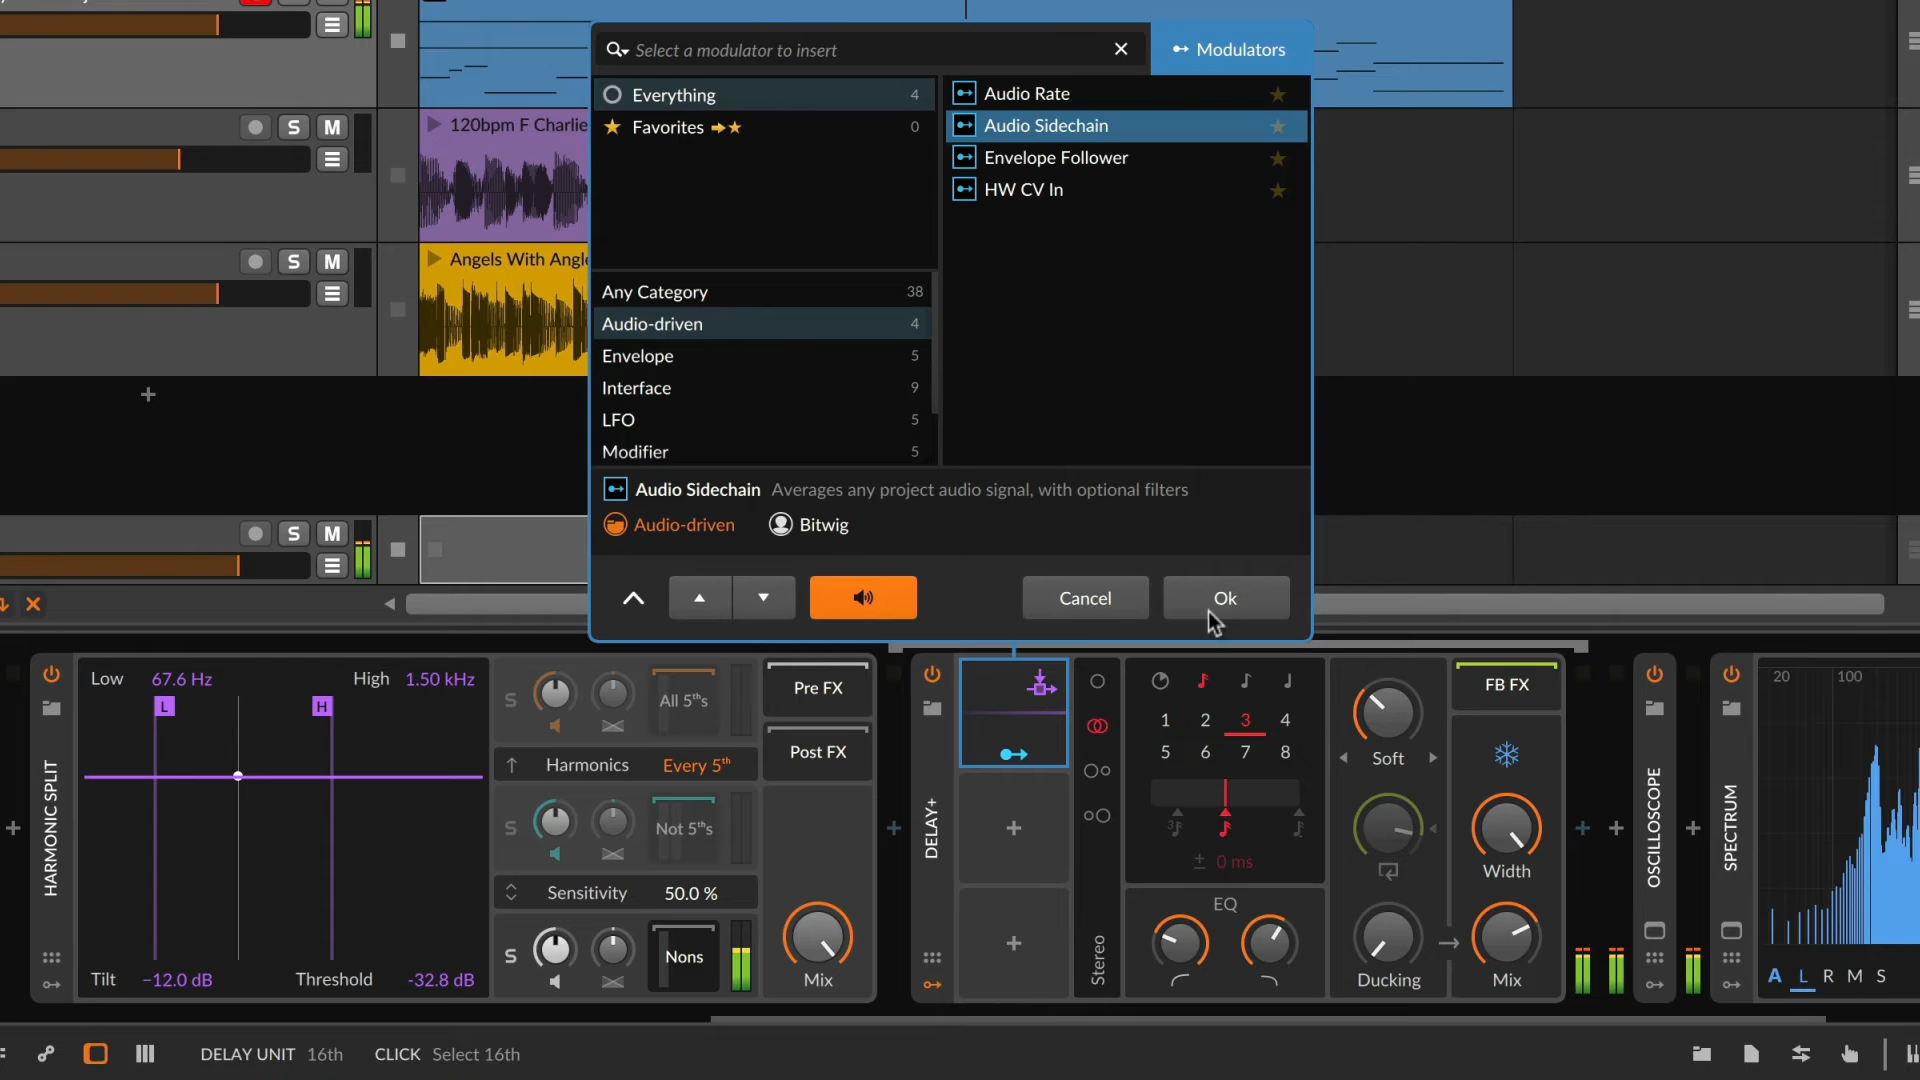 Select a modulator to insert
Modulators
Everything 4
Favorites 0
Audio Rate
Audio Sidechain
Envelope Follower
HW CV In
S M
120bpm F Charlie
S M
Angels With Angl
Any Category 38
Audio-driven 4
Envelope 5
Interface 9
LFO 5
Modifier 5
Audio Sidechain Averages any project audio signal, with optional filters
Audio-driven Bitwig
S M
Cancel Ok
HARMONIC SPLIT
Low 67.6 Hz High 1.50 kHz
L H
Tilt -12.0 dB Threshold -32.8 dB
S All 5ths
Harmonics Every 5th
S Not 5ths
Sensitivity 50.0 %
S Nons
Pre FX
Post FX
Mix
DELAY+
Stereo
1 2 3 4
5 6 7 8
3
± 0 ms
EQ
Soft
Ducking
FB FX
Width
Mix
OSCILLOSCOPE
SPECTRUM
20 100
A L R M S
DELAY UNIT 16th CLICK Select 16th